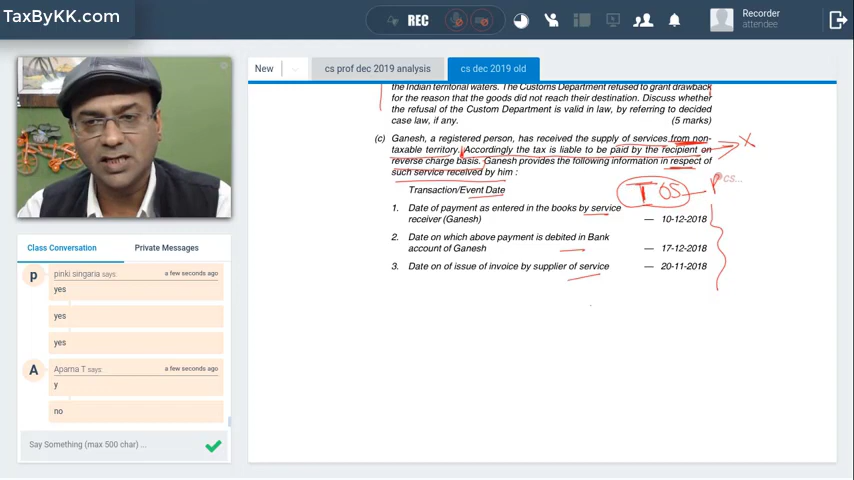 TaxByKK.com
REC
Recorder
attendee
New
cs prof dec 2019 analysis
cs dec 2019 old
the Indian territorial waters. The Customs Department refused to grant drawback
for the reason that the goods did not reach their destination. Discuss whether
the refusal of the Custom Department is valid in law, by referring to decided
case law, if any. (5 marks)
(c) Ganesh, a registered person, has received the supply of services from non-
taxable territory. Accordingly the tax is liable to be paid by the recipient on
reverse charge basis. Ganesh provides the following information in respect of
such service received by him :
X
Transaction/Event Date
TOS
P
cs...
1. Date of payment as entered in the books by service
receiver (Ganesh) — 10-12-2018
2. Date on which above payment is debited in Bank
account of Ganesh — 17-12-2018
3. Date on of issue of invoice by supplier of service — 20-11-2018
Class Conversation
Private Messages
p
pinki singaria says:
a few seconds ago
yes
yes
yes
A
Aparna T says:
a few seconds ago
y
no
Say Something (max 500 char) ...